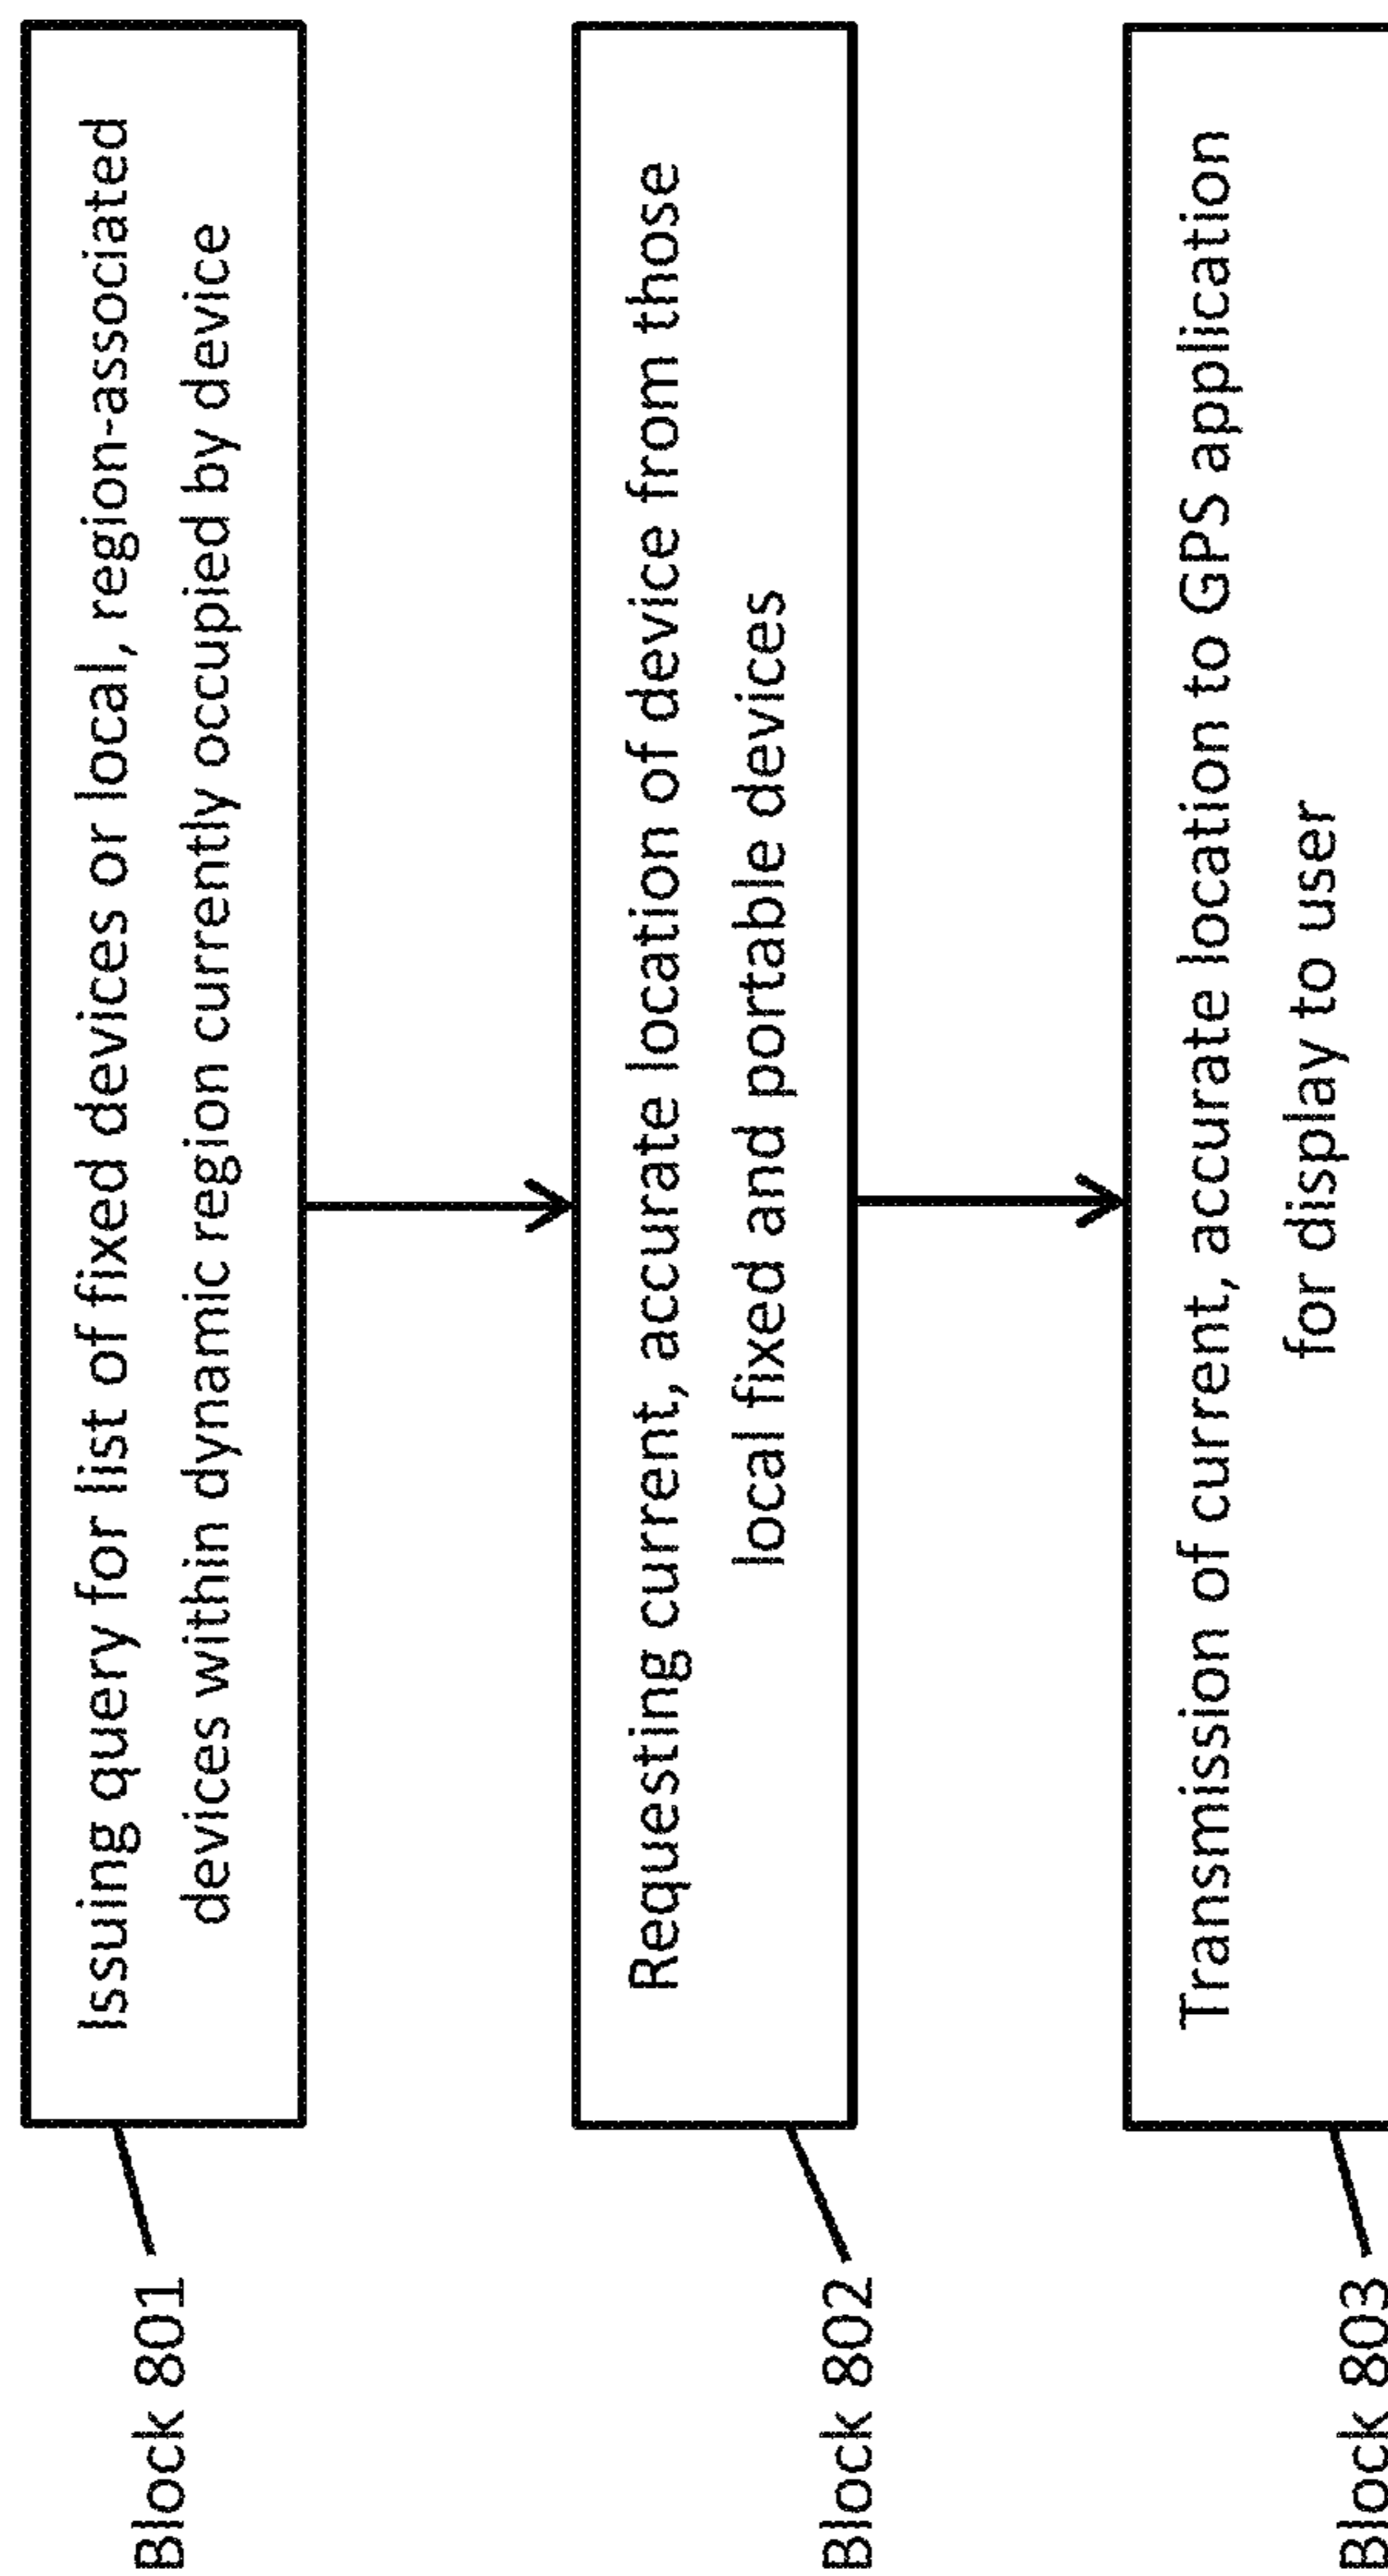 Block 801
Issuing query for list of fixed devices or local, region-associated
devices within dynamic region currently occupied by device
Block 802
Requesting current, accurate location of device from those
local fixed and portable devices
Block 803
Transmission of current, accurate location to GPS application
for display to user